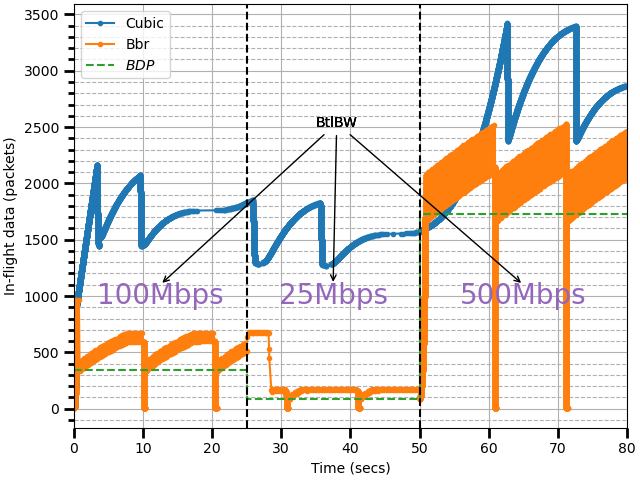 3500
3000
2500
2000
1500
1000
500
0
In-flight data (packets)
Cubic
Bbr
BDP
BtlBW
100Mbps
25Mbps
500Mbps
0 10 20 30 40 50 60 70 80
Time (secs)